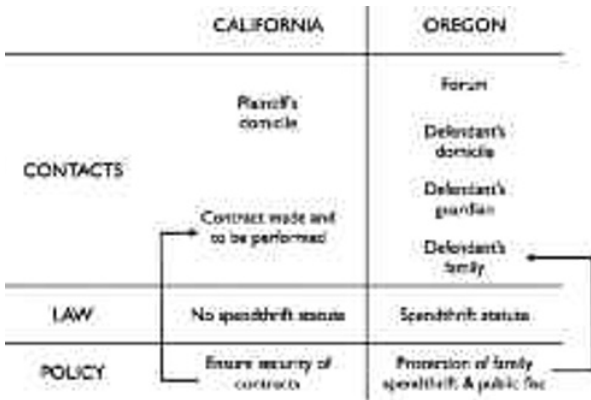 CALIFORNIA OREGON
Forum
Plaintiff's
domicile
Defendant's
domicile
CONTACTS
Defendant's
guardian
Contract made and
to be performed
Defendant's
family
LAW No spendthrift statute Spendthrift statute
POLICY Ensure security of
contracts
Protection of family
spendthrift & public fisc